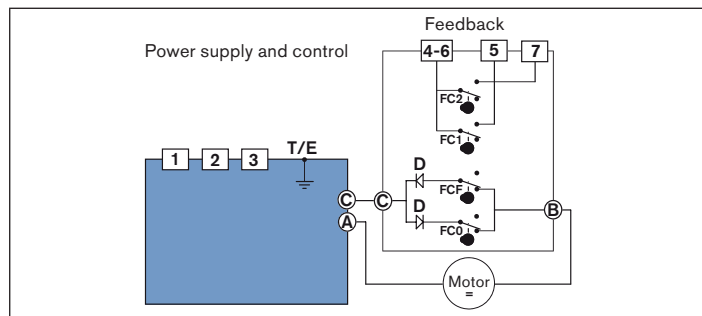 Feedback
Power supply and control
4-6 5 7
FC2
FC1
1 2 3 T/E
D
FCF
C C
D
B
A
FC0
Motor
=